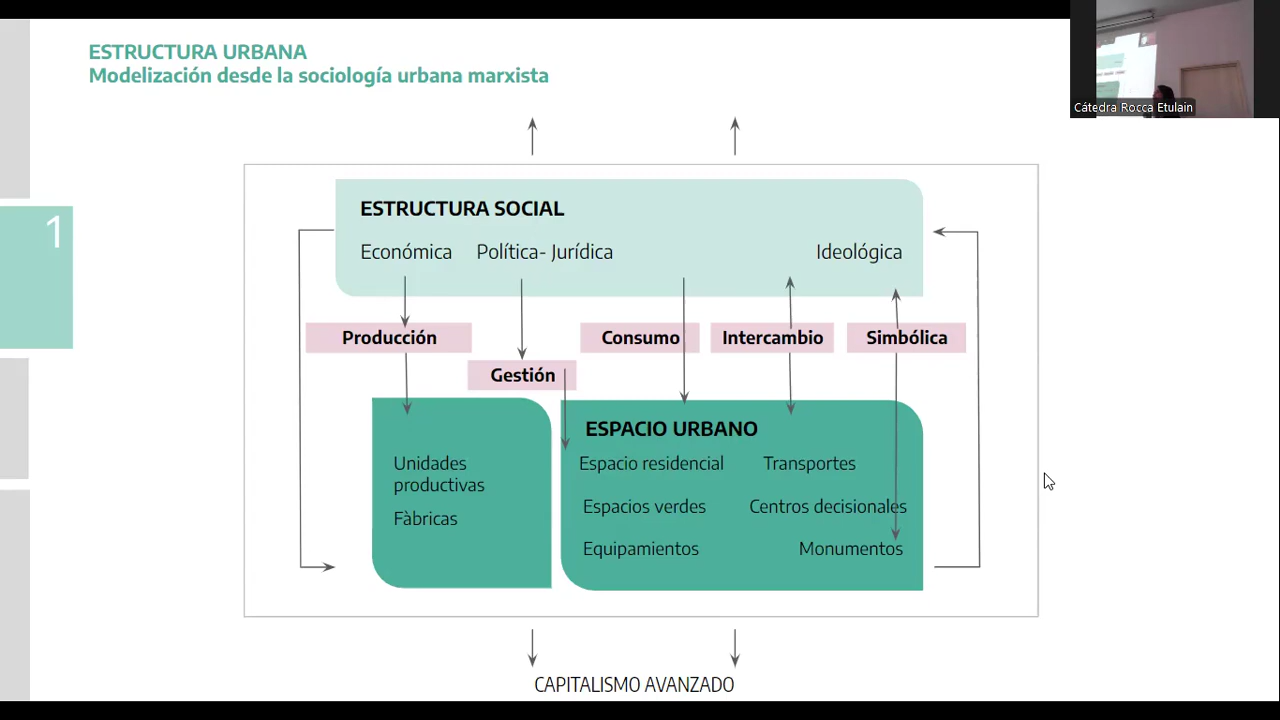 ESTRUCTURA URBANA
Modelización desde la sociología urbana marxista
Cátedra Rocca Etulain
1
ESTRUCTURA SOCIAL
Económica
Política- Jurídica
Ideológica
Producción
Consumo
Intercambio
Simbólica
Gestión
Unidades
productivas
Fàbricas
ESPACIO URBANO
Espacio residencial
Transportes
Espacios verdes
Centros decisionales
Equipamientos
Monumentos
CAPITALISMO AVANZADO